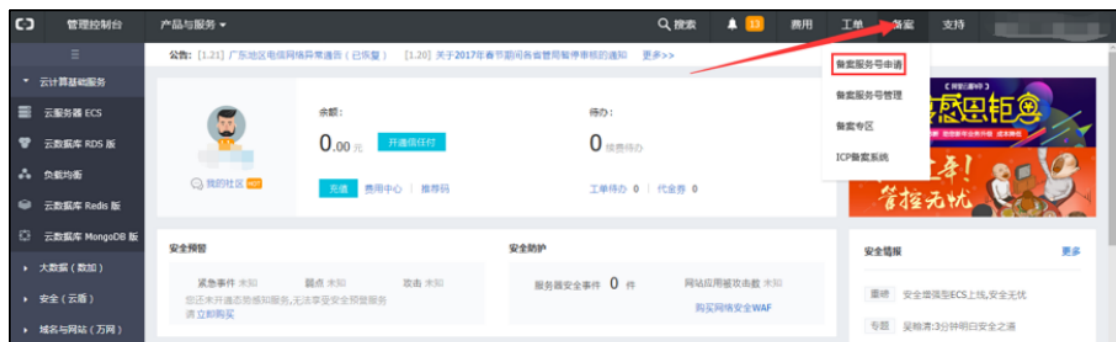 管理控制台 产品与服务 搜索 13 费用 工单 备案 支持
公告: [1.21] 广东地区电信网络异常通告（已恢复） [1.20] 关于2017年春节期间各省管局暂停审核的通知 更多>>
备案服务号申请
备案服务号管理
备案专区
ICP备案系统
云计算基础服务
云服务器 ECS
云数据库 RDS 版
负载均衡
云数据库 Redis 版
云数据库 MongoDB 版
大数据（数加）
安全（云盾）
域名与网站（万网）
我的社区 HOT
余额:
0.00 元 开通信任付
充值 费用中心 | 推荐码
待办:
0 续费待办
工单待办 0 | 代金券 0
感恩钜惠
管控无忧
安全预警
紧急事件 未知 弱点 未知 攻击 未知
您还未开通态势感知服务,无法享受安全预警服务
请 立即购买
安全防护
服务器安全事件 0 件 网站应用被攻击数 未知
购买网络安全WAF
安全情报 更多
重磅 安全增强型ECS上线,安全无忧
专题 吴翰清:3分钟明白安全之道